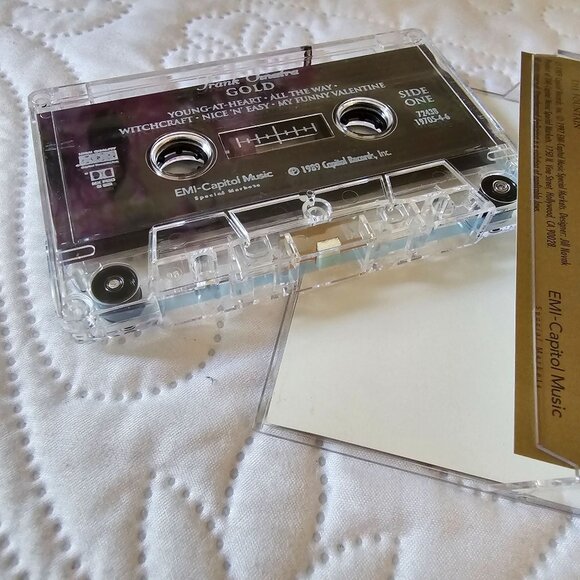 Frank Sinatra
GOLD
YOUNG-AT-HEART • ALL THE WAY •
WITCHCRAFT • NICE 'N' EASY • MY FUNNY VALENTINE
SIDE
ONE
72438
19705-4-6
EMI-Capitol Music
Special Markets
© 1989 Capitol Records, Inc.
EMI-Capitol Music
Special Markets